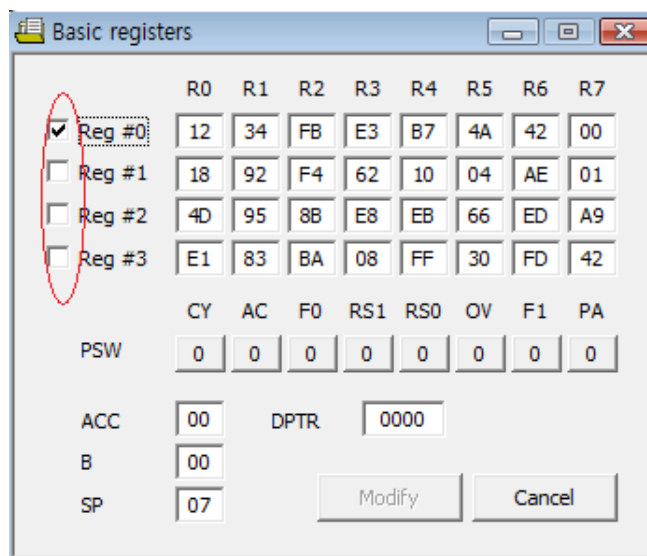 Basic registers
R0 R1 R2 R3 R4 R5 R6 R7
Reg #0 12 34 FB E3 B7 4A 42 00
Reg #1 18 92 F4 62 10 04 AE 01
Reg #2 4D 95 8B E8 EB 66 ED A9
Reg #3 E1 83 BA 08 FF 30 FD 42
CY AC F0 RS1 RS0 OV F1 PA
PSW 0 0 0 0 0 0 0 0
ACC 00 DPTR 0000
B 00
SP 07 Modify Cancel